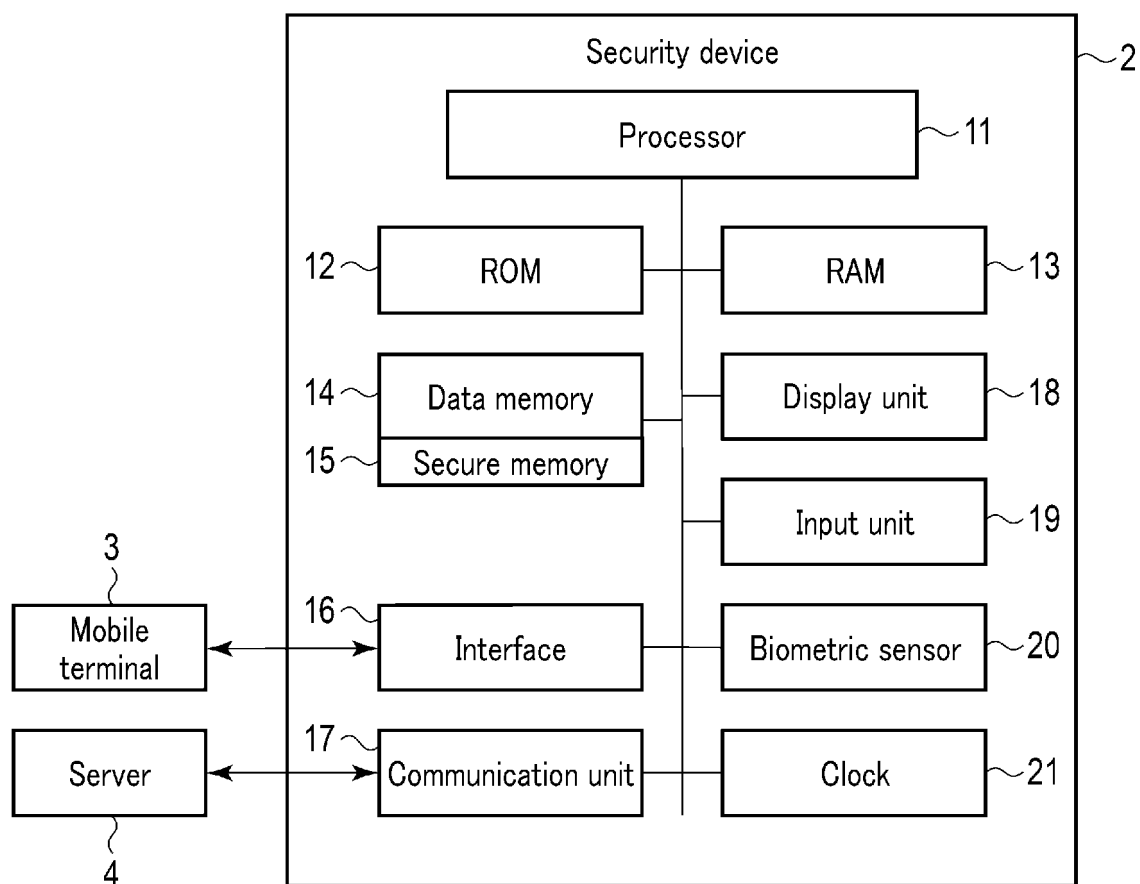 Security device
2
Processor
11
12
ROM
RAM
13
14
Data memory
Display unit
18
15
Secure memory
Input unit
19
3
Mobile
terminal
16
Interface
Biometric sensor
20
Server
17
Communication unit
Clock
21
4